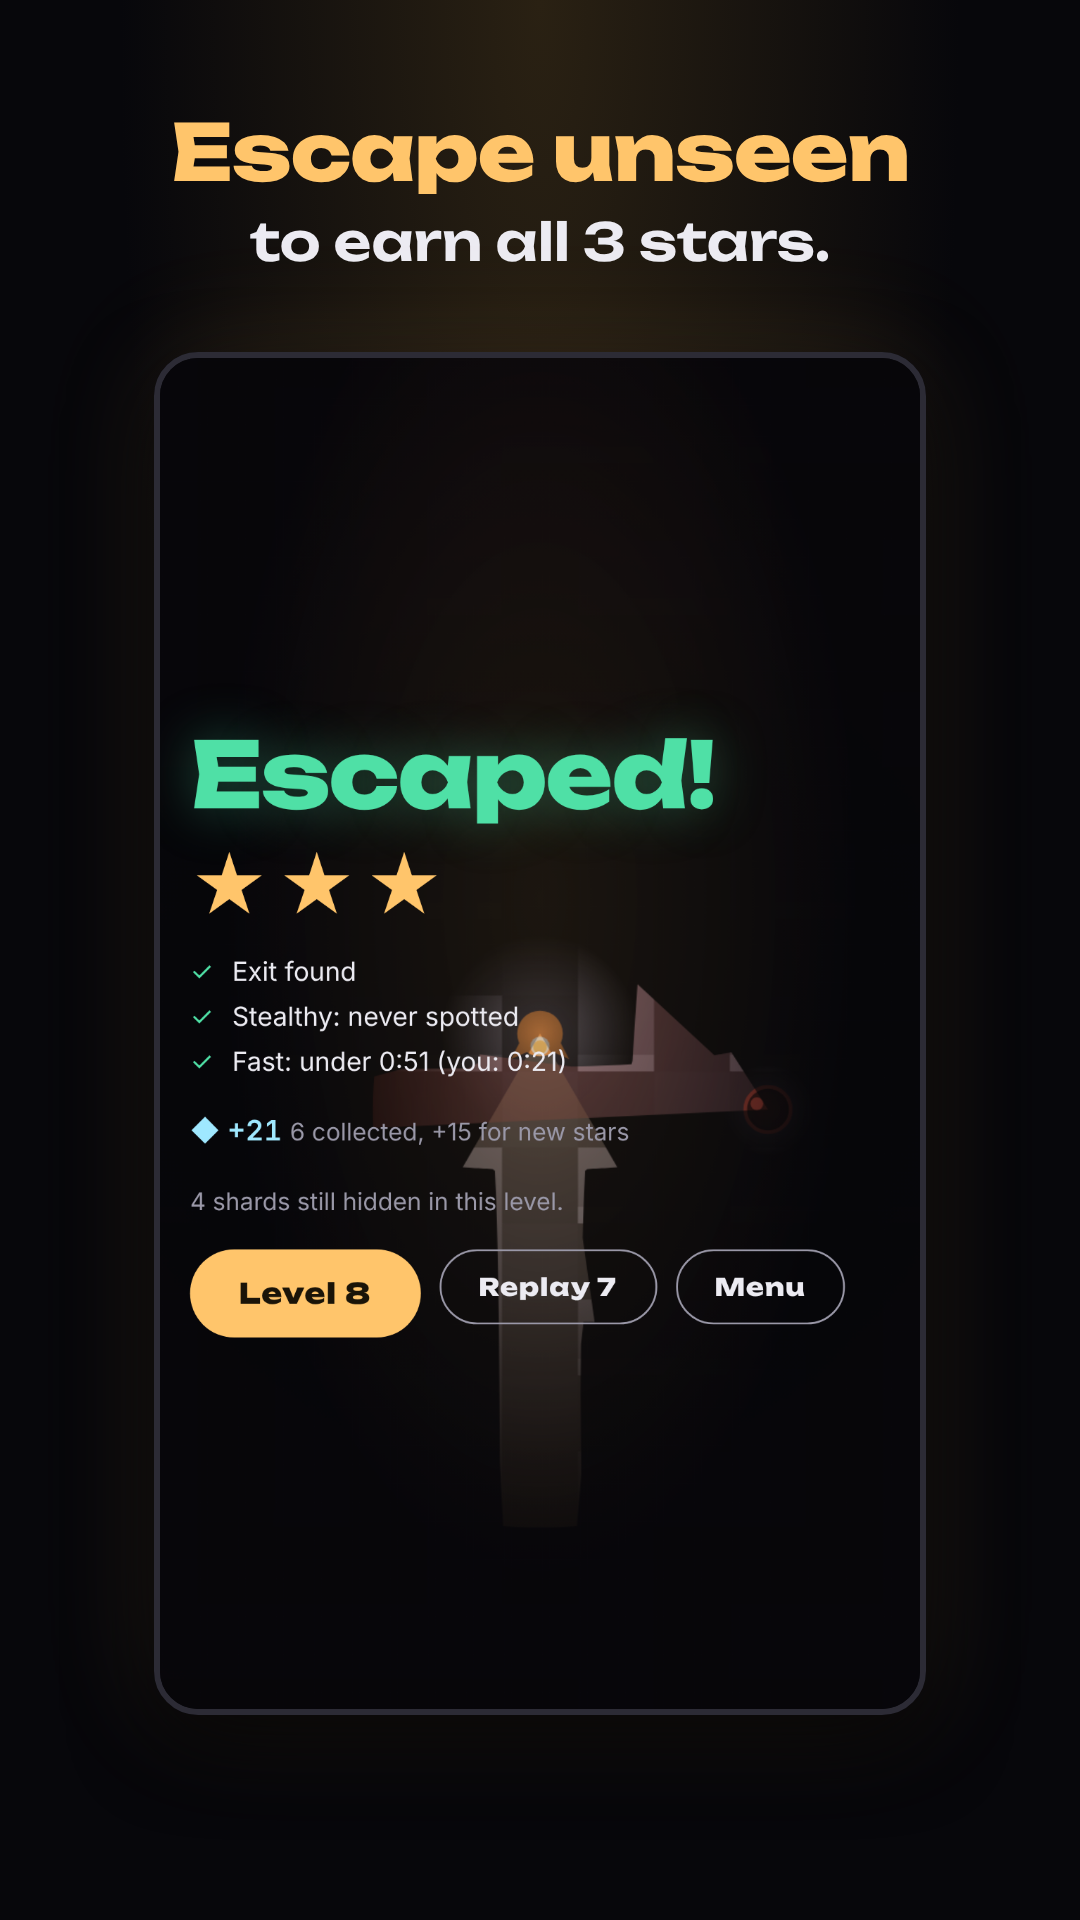 Escape unseen
to earn all 3 stars.
Escaped!
Exit found
Stealthy: never spotted
Fast: under 0:51 (you: 0:21)
+21 6 collected, +15 for new stars
4 shards still hidden in this level.
Level 8
Replay 7
Menu